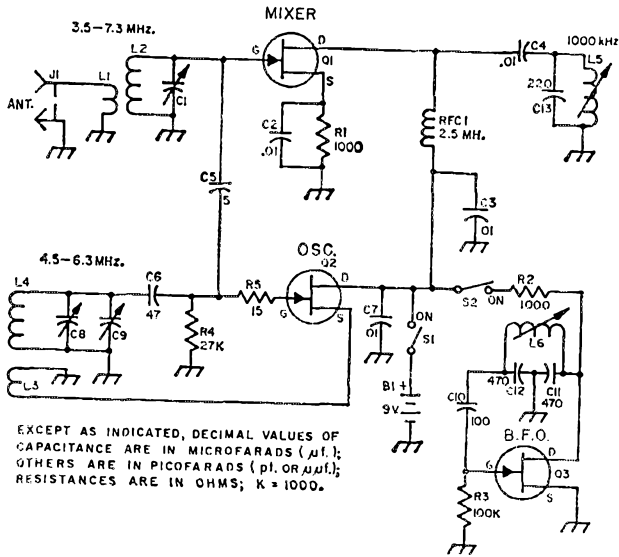 MIXER
3.5–7.3 MHz.
1000 kHz
J1
L1
L2
C1
ANT.
G
D
Q1
S
C2
.01
R1
1000
C4
.01
L5
220
C13
RFC1
2.5 MH.
C5
5
C3
01
4.5–6.3MHz.
OSC.
Q2
L4
C8
C9
C6
47
R5
15
R4
27K
G
D
S
C7
.01
ON
S1
B1 +
9V
S2
ON
R2
1000
L6
470
C12
C11
470
C10
100
B.F.O.
G
D
Q3
S
R3
100K
L3
EXCEPT AS INDICATED, DECIMAL VALUES OF
CAPACITANCE ARE IN MICROFARADS (µf.);
OTHERS ARE IN PICOFARADS (pf. OR µµf.);
RESISTANCES ARE IN OHMS; K = 1000.